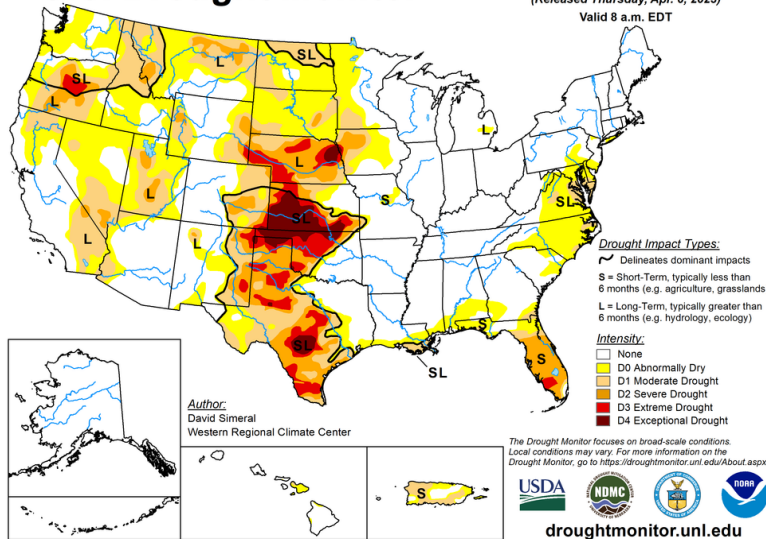 (Released Thursday, Apr. 6, 2023)
Valid 8 a.m. EDT
SL
L
L
SL
L
L
L
L
L
SL
S
L
SL
SL
S
S
SL
Drought Impact Types:
Delineates dominant impacts
S = Short-Term, typically less than
6 months (e.g. agriculture, grasslands
L = Long-Term, typically greater than
6 months (e.g. hydrology, ecology)
Intensity:
None
D0 Abnormally Dry
D1 Moderate Drought
D2 Severe Drought
D3 Extreme Drought
D4 Exceptional Drought
Author:
David Simeral
Western Regional Climate Center
S
The Drought Monitor focuses on broad-scale conditions.
Local conditions may vary. For more information on the
Drought Monitor, go to https://droughtmonitor.unl.edu/About.aspx
USDA
NDMC
NOAA
droughtmonitor.unl.edu